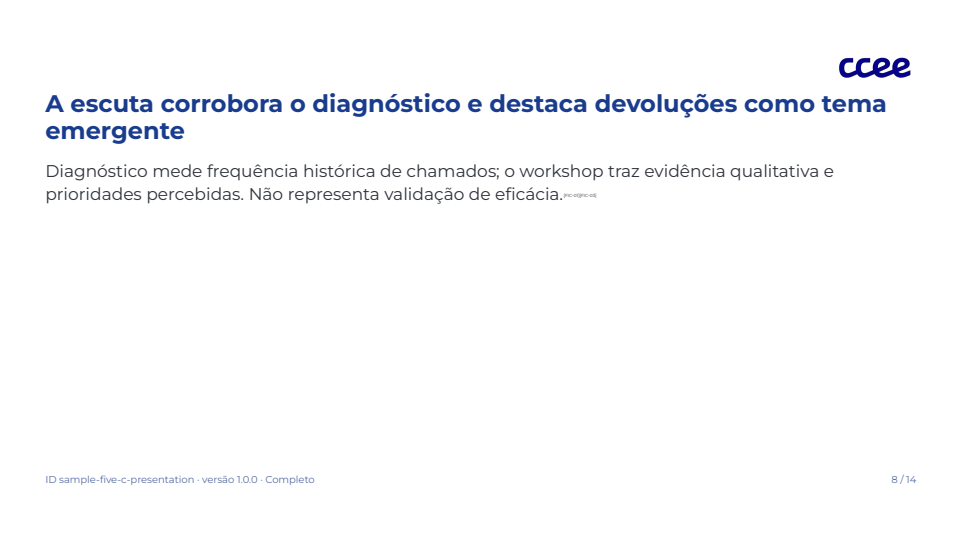 ccee
A escuta corrobora o diagnóstico e destaca devoluções como tema
emergente
Diagnóstico mede frequência histórica de chamados; o workshop traz evidência qualitativa e
prioridades percebidas. Não representa validação de eficácia.
ID sample-five-c-presentation · versão 1.0.0 · Completo
8 / 14